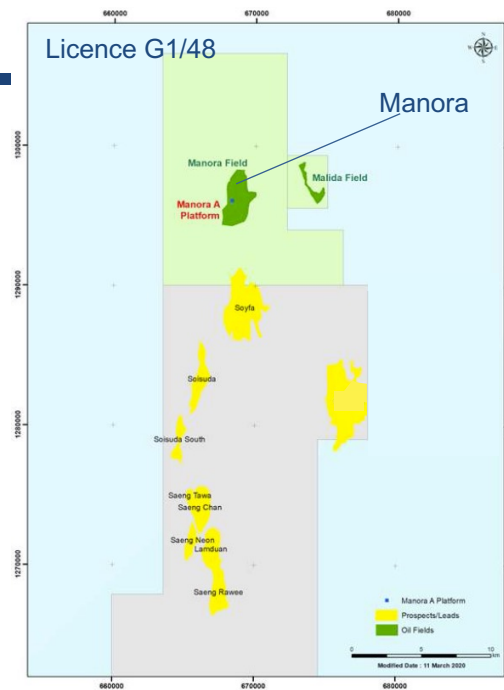 660000 670000 680000
Licence G1/48
Manora
1300000
Manora Field
Malida Field
Manora A
Platform
1290000
Soyfa
Soisuda
1280000
Soisuda South
Saeng Tawa
Saeng Chan
Saeng Neon
Lamduan
1270000
Saeng Rawee
Manora A Platform
Prospects/Leads
Oil Fields
0 5 10
km
Modified Date : 11 March 2020
660000 670000 680000